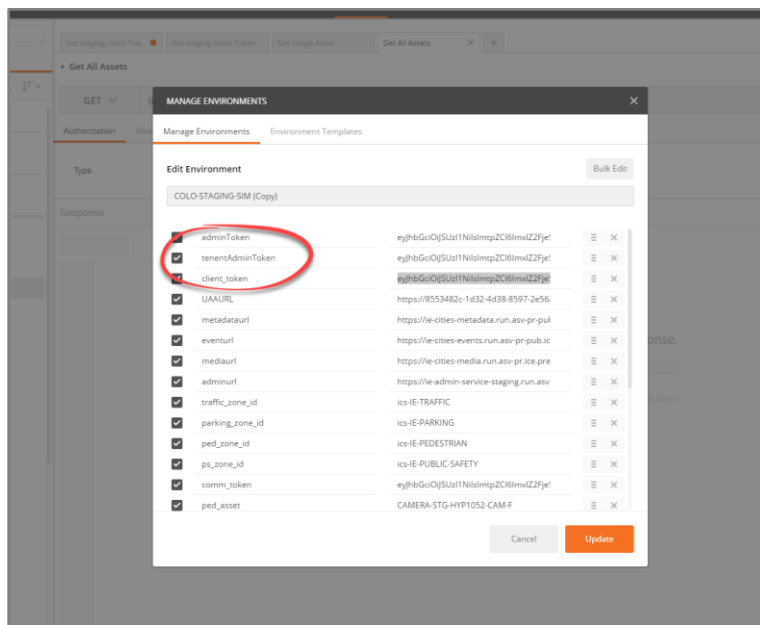 Get staging client Tok
Get staging client Token
Get Image Asset
Get All Assets
Get All Assets
GET
MANAGE ENVIRONMENTS
Authorization
Manage Environments
Environment Templates
Type
Edit Environment
Bulk Edit
COLO-STAGING-SIM (Copy)
Response
adminToken
tenentAdminToken
client_token
UAAURL https://8553482c-1d32-4d38-8597-2e56
metadataurl https://ie-cities-metadata.run.asv-pr-pul
eventurl https://ie-cities-events.run.asv-pr-pub.ic
mediaurl https://ie-cities-media.run.asv-pr.ice.pre
adminurl https://ie-admin-service-staging.run.asv
traffic_zone_id ics-IE-TRAFFIC
parking_zone_id ics-IE-PARKING
ped_zone_id ics-IE-PEDESTRIAN
ps_zone_id ics-IE-PUBLIC-SAFETY
comm_token
ped_asset CAMERA-STG-HYP1052-CAM-F
Cancel
Update